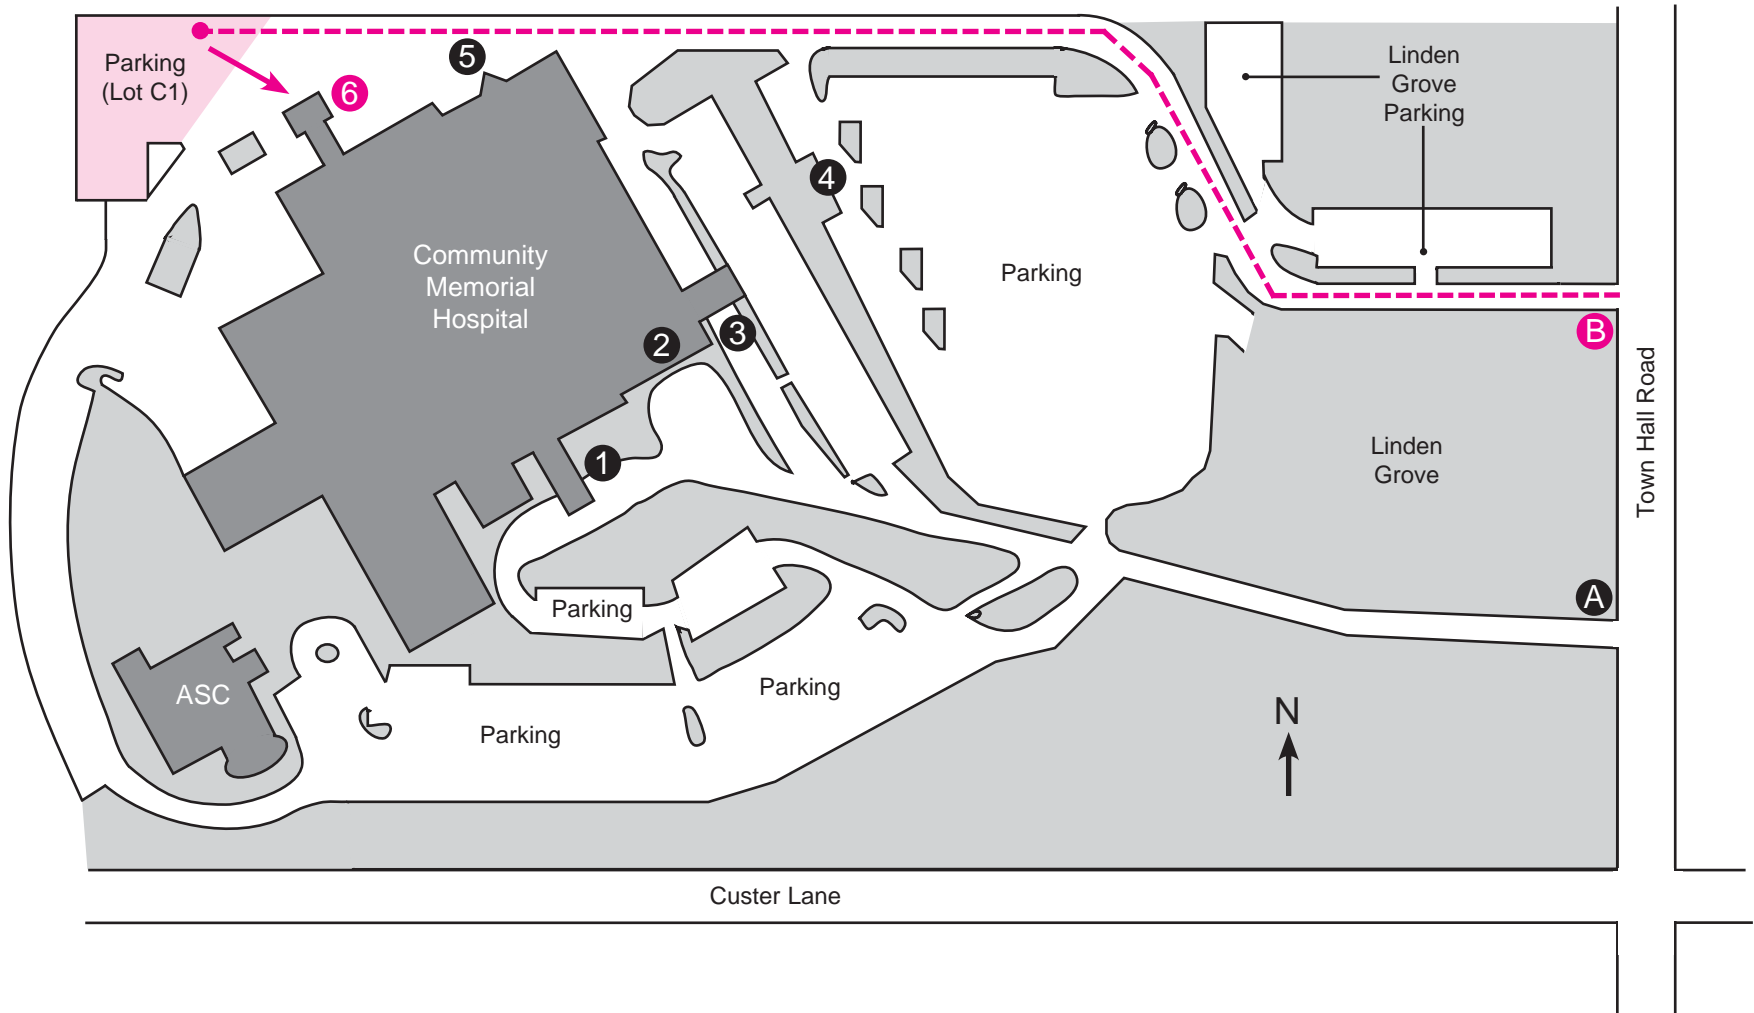 Parking
(Lot C1)
5
6
Linden
Grove
Parking
4
Community
Memorial
Hospital
Parking
3
2
B
Town Hall Road
1
Linden
Grove
A
Parking
ASC
Parking
Parking
N
Custer Lane